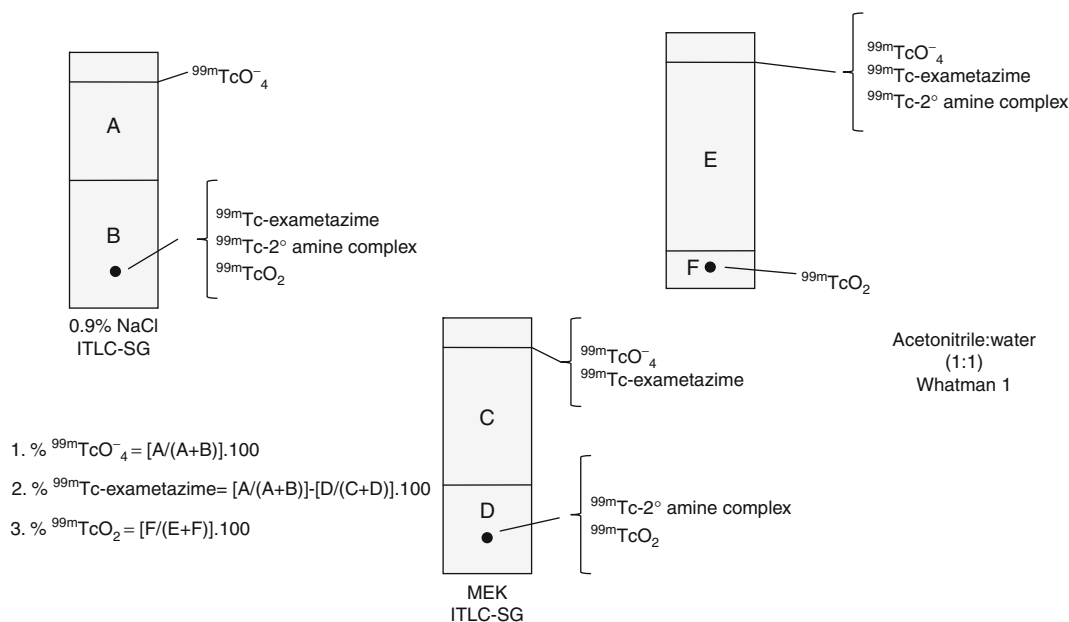 ⁹⁹ᵐTcO⁻₄
A
B
⁹⁹ᵐTc-exametazime
⁹⁹ᵐTc-2° amine complex
⁹⁹ᵐTcO₂
0.9% NaCl
ITLC-SG
⁹⁹ᵐTcO⁻₄
⁹⁹ᵐTc-exametazime
⁹⁹ᵐTc-2° amine complex
E
F
⁹⁹ᵐTcO₂
Acetonitrile:water
(1:1)
Whatman 1
⁹⁹ᵐTcO⁻₄
⁹⁹ᵐTc-exametazime
C
D
⁹⁹ᵐTc-2° amine complex
⁹⁹ᵐTcO₂
MEK
ITLC-SG
1. % ⁹⁹ᵐTcO⁻₄ = [A/(A+B)].100
2. % ⁹⁹ᵐTc-exametazime= [A/(A+B)]-[D/(C+D)].100
3. % ⁹⁹ᵐTcO₂ = [F/(E+F)].100